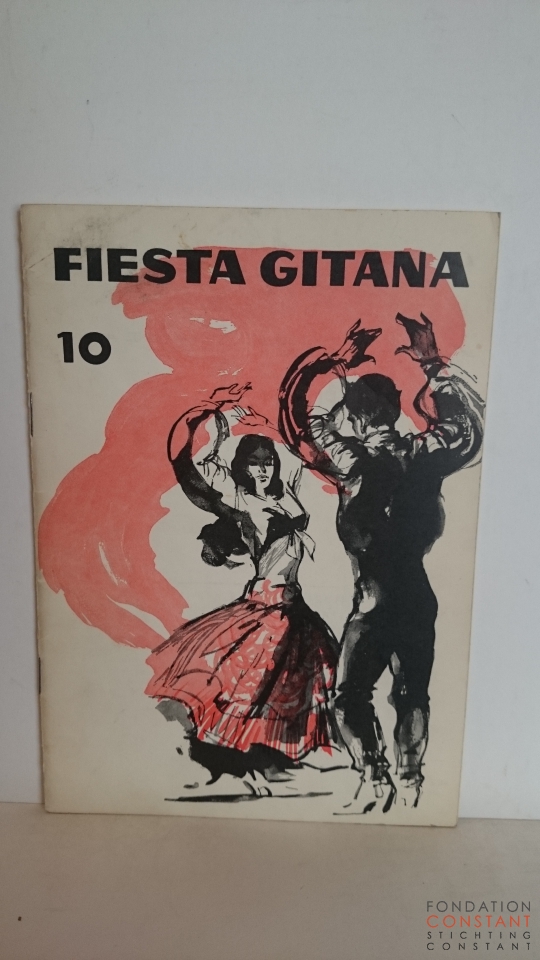 FIESTA GITANA
10
FONDATION
CONSTANT
STICHTING
CONSTANT